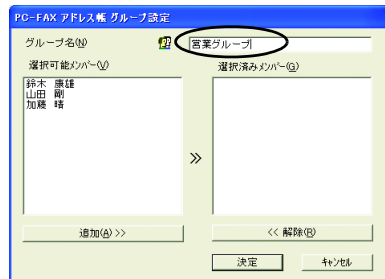 PC-FAX アドレス帳 グループ設定
グループ名(N) 営業グループ
選択可能メンバー(V) 選択済みメンバー(G)
鈴木 康雄
山田 剛
加藤 晴
>>
追加(A) >> << 解除(R)
決定 キャンセル